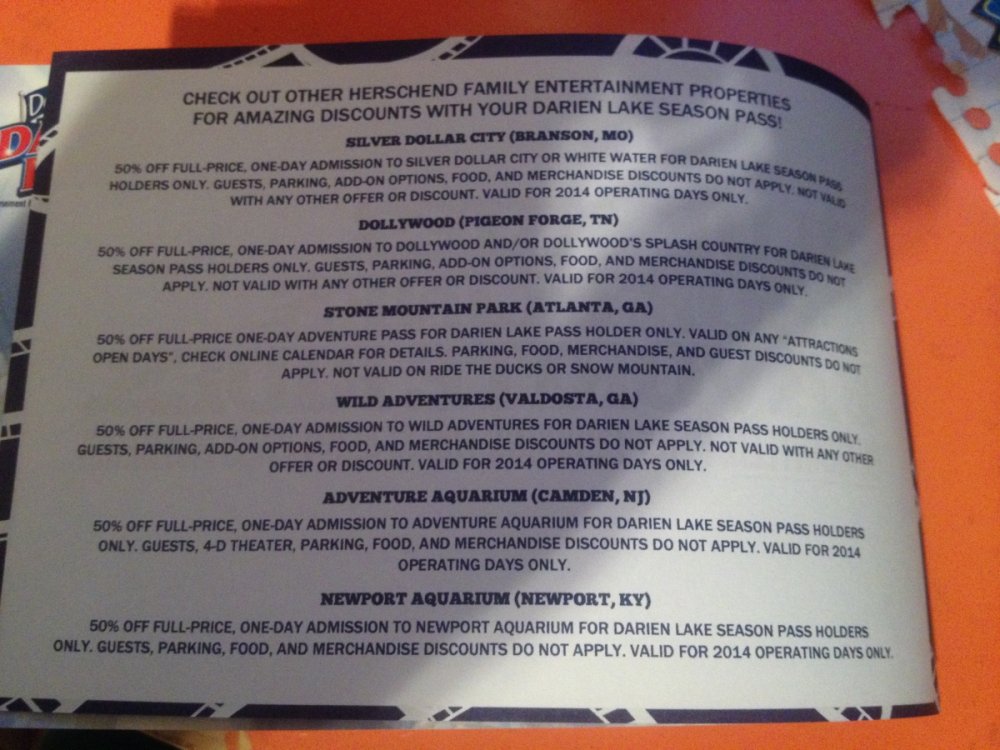 CHECK OUT OTHER HERSCHEND FAMILY ENTERTAINMENT PROPERTIES
FOR AMAZING DISCOUNTS WITH YOUR DARIEN LAKE SEASON PASS!
SILVER DOLLAR CITY (BRANSON, MO)
50% OFF FULL-PRICE, ONE-DAY ADMISSION TO SILVER DOLLAR CITY OR WHITE WATER FOR DARIEN LAKE SEASON PASS
HOLDERS ONLY. GUESTS, PARKING, ADD-ON OPTIONS, FOOD, AND MERCHANDISE DISCOUNTS DO NOT APPLY. NOT VALID
WITH ANY OTHER OFFER OR DISCOUNT. VALID FOR 2014 OPERATING DAYS ONLY.
DOLLYWOOD (PIGEON FORGE, TN)
50% OFF FULL-PRICE, ONE-DAY ADMISSION TO DOLLYWOOD AND/OR DOLLYWOOD'S SPLASH COUNTRY FOR DARIEN LAKE
SEASON PASS HOLDERS ONLY. GUESTS, PARKING, ADD-ON OPTIONS, FOOD, AND MERCHANDISE DISCOUNTS DO NOT
APPLY. NOT VALID WITH ANY OTHER OFFER OR DISCOUNT. VALID FOR 2014 OPERATING DAYS ONLY.
STONE MOUNTAIN PARK (ATLANTA, GA)
50% OFF FULL-PRICE ONE-DAY ADVENTURE PASS FOR DARIEN LAKE PASS HOLDER ONLY. VALID ON ANY "ATTRACTIONS
OPEN DAYS", CHECK ONLINE CALENDAR FOR DETAILS. PARKING, FOOD, MERCHANDISE, AND GUEST DISCOUNTS DO NOT
APPLY. NOT VALID ON RIDE THE DUCKS OR SNOW MOUNTAIN.
WILD ADVENTURES (VALDOSTA, GA)
50% OFF FULL-PRICE, ONE-DAY ADMISSION TO WILD ADVENTURES FOR DARIEN LAKE SEASON PASS HOLDERS ONLY.
GUESTS, PARKING, ADD-ON OPTIONS, FOOD, AND MERCHANDISE DISCOUNTS DO NOT APPLY. NOT VALID WITH ANY OTHER
OFFER OR DISCOUNT. VALID FOR 2014 OPERATING DAYS ONLY.
ADVENTURE AQUARIUM (CAMDEN, NJ)
50% OFF FULL-PRICE, ONE-DAY ADMISSION TO ADVENTURE AQUARIUM FOR DARIEN LAKE SEASON PASS HOLDERS
ONLY. GUESTS, 4-D THEATER, PARKING, FOOD, AND MERCHANDISE DISCOUNTS DO NOT APPLY. VALID FOR 2014
OPERATING DAYS ONLY.
NEWPORT AQUARIUM (NEWPORT, KY)
50% OFF FULL-PRICE, ONE-DAY ADMISSION TO NEWPORT AQUARIUM FOR DARIEN LAKE SEASON PASS HOLDERS
ONLY. GUESTS, PARKING, FOOD, AND MERCHANDISE DISCOUNTS DO NOT APPLY. VALID FOR 2014 OPERATING DAYS ONLY.